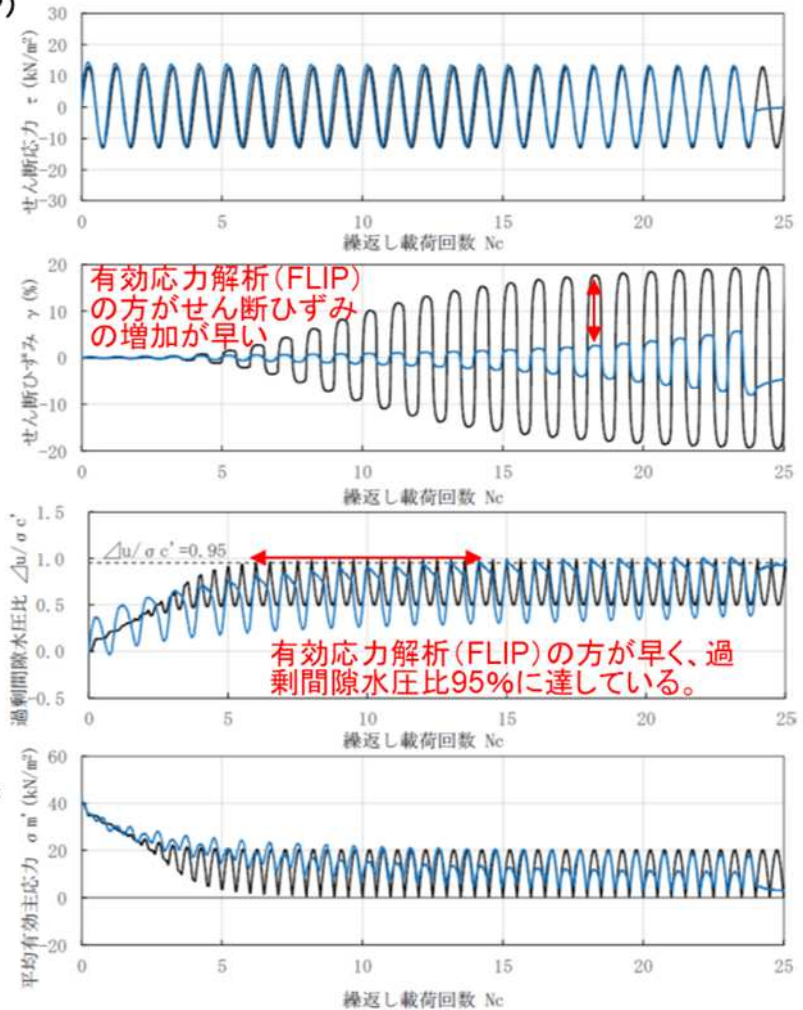 30
20
10
0
-10
-20
-30
せん断応力 τ (kN/m²)
0 5 10 15 20 25
繰返し載荷回数 Nc
20
10
0
-10
-20
せん断ひずみ γ (%)
有効応力解析(FLIP)
の方がせん断ひずみ
の増加が早い
0 5 10 15 20 25
繰返し載荷回数 Nc
1.5
1.0
0.5
0.0
-0.5
過剰間隙水圧比 ⊿u/σc'
⊿u/σc'=0.95
有効応力解析(FLIP)の方が早く、過
剰間隙水圧比95%に達している。
0 5 10 15 20 25
繰返し載荷回数 Nc
60
40
20
0
-20
平均有効主応力 σm' (kN/m²)
0 5 10 15 20 25
繰返し載荷回数 Nc